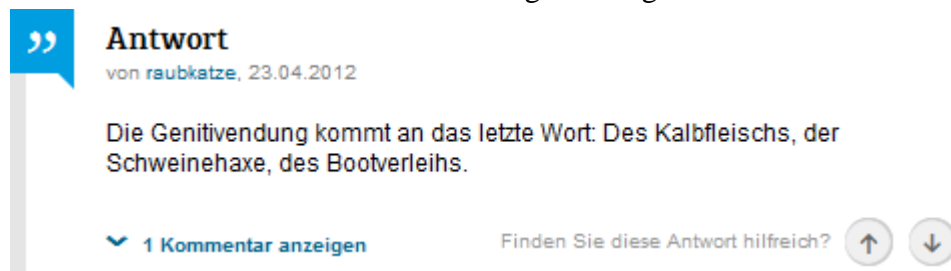 ”
Antwort
von raubkatze, 23.04.2012
Die Genitivendung kommt an das letzte Wort: Des Kalbfleischs, der
Schweinehaxe, des Bootverleihs.
1 Kommentar anzeigen Finden Sie diese Antwort hilfreich?